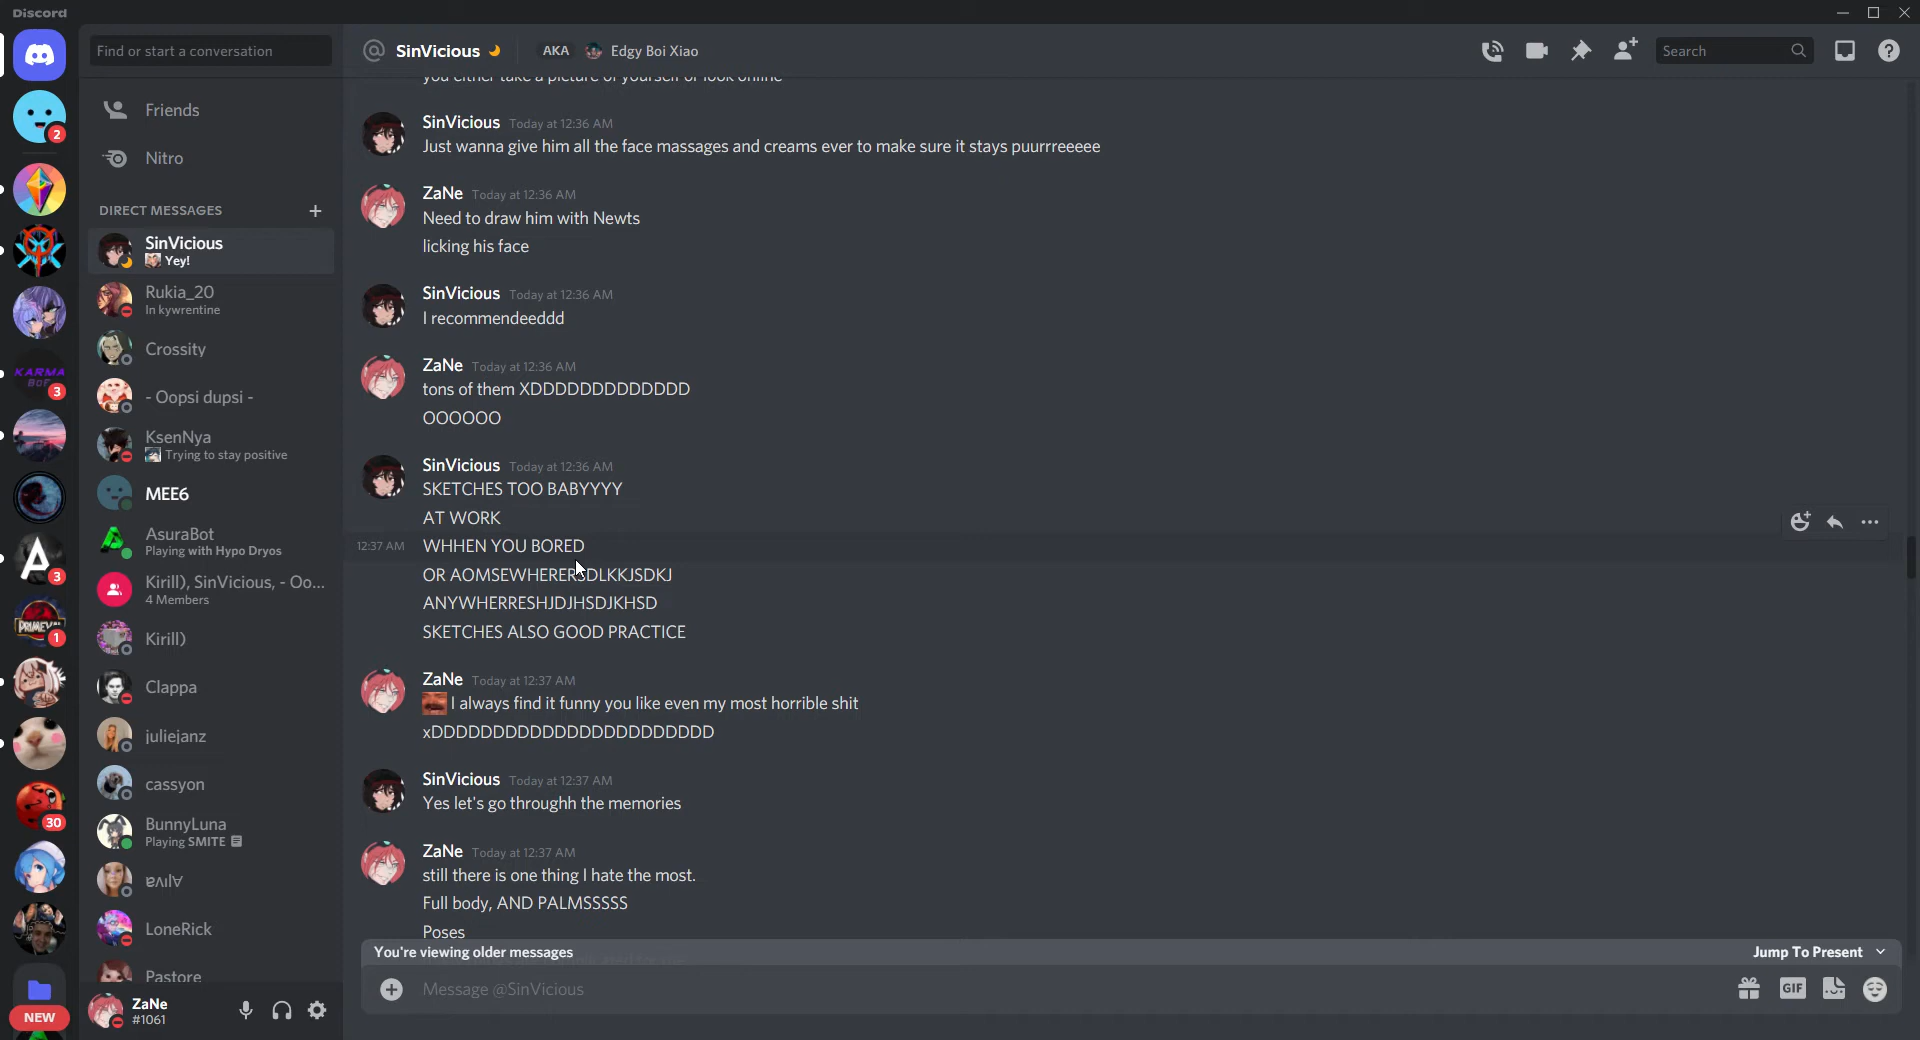 Discord
Find or start a conversation
SinVicious
AKA
Edgy Boi Xiao
Search
Friends
Nitro
DIRECT MESSAGES
SinVicious
Yey!
Rukia_20
In kywrentine
Crossity
- Oopsi dupsi -
KsenNya
Trying to stay positive
MEE6
AsuraBot
Playing with Hypo Dryos
Kirill), SinVicious, - Oo...
4 Members
Kirill)
Clappa
juliejanz
cassyon
BunnyLuna
Playing SMITE
ɐʌılⱯ
LoneRick
Pastore
ZaNe
#1061
2
KARMA
3
3
PRIMEVAL
1
30
NEW
you either take a picture of yourself or look online
SinVicious Today at 12:36 AM
Just wanna give him all the face massages and creams ever to make sure it stays puurrreeeee
ZaNe Today at 12:36 AM
Need to draw him with Newts
licking his face
SinVicious Today at 12:36 AM
I recommendeeddd
ZaNe Today at 12:36 AM
tons of them XDDDDDDDDDDDDD
OOOOOO
SinVicious Today at 12:36 AM
SKETCHES TOO BABYYYY
AT WORK
12:37 AM WHHEN YOU BORED
OR AOMSEWHERERSDLKKJSDKJ
ANYWHERRESHJDJHSDJKHSD
SKETCHES ALSO GOOD PRACTICE
ZaNe Today at 12:37 AM
I always find it funny you like even my most horrible shit
xDDDDDDDDDDDDDDDDDDDDDDD
SinVicious Today at 12:37 AM
Yes let's go throughh the memories
ZaNe Today at 12:37 AM
still there is one thing I hate the most.
Full body, AND PALMSSSSS
Poses
You're viewing older messages
Jump To Present
Message @SinVicious
GIF